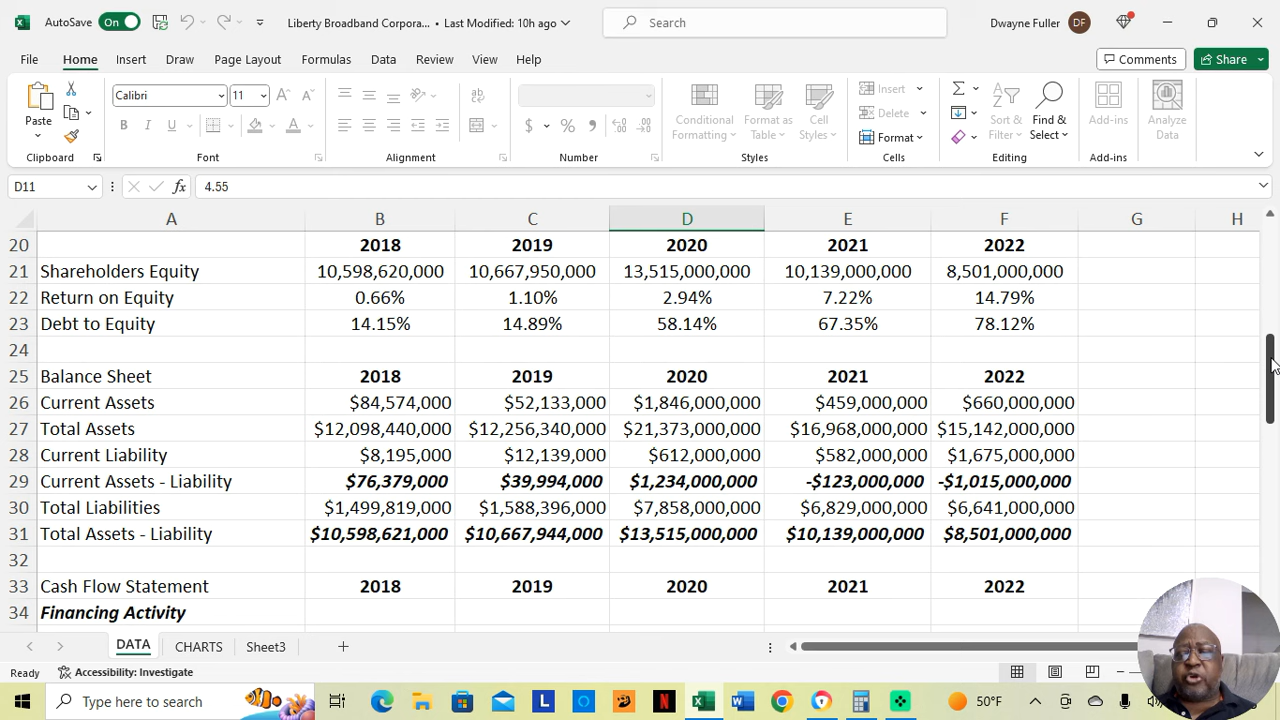 AutoSave On Liberty Broadband Corpora... • Last Modified: 10h ago Search Dwayne Fuller DF
File Home Insert Draw Page Layout Formulas Data Review View Help Comments Share
Paste Calibri 11 Conditional Formatting Format as Table Cell Styles Insert Delete Format Sort & Filter Find & Select Add-ins Analyze Data
Clipboard Font Alignment Number Styles Cells Editing Add-ins
D11 fx 4.55
A B C D E F G H
20 2018 2019 2020 2021 2022
21 Shareholders Equity 10,598,620,000 10,667,950,000 13,515,000,000 10,139,000,000 8,501,000,000
22 Return on Equity 0.66% 1.10% 2.94% 7.22% 14.79%
23 Debt to Equity 14.15% 14.89% 58.14% 67.35% 78.12%
24
25 Balance Sheet 2018 2019 2020 2021 2022
26 Current Assets $84,574,000 $52,133,000 $1,846,000,000 $459,000,000 $660,000,000
27 Total Assets $12,098,440,000 $12,256,340,000 $21,373,000,000 $16,968,000,000 $15,142,000,000
28 Current Liability $8,195,000 $12,139,000 $612,000,000 $582,000,000 $1,675,000,000
29 Current Assets - Liability $76,379,000 $39,994,000 $1,234,000,000 -$123,000,000 -$1,015,000,000
30 Total Liabilities $1,499,819,000 $1,588,396,000 $7,858,000,000 $6,829,000,000 $6,641,000,000
31 Total Assets - Liability $10,598,621,000 $10,667,944,000 $13,515,000,000 $10,139,000,000 $8,501,000,000
32
33 Cash Flow Statement 2018 2019 2020 2021 2022
34 Financing Activity
DATA CHARTS Sheet3
Ready Accessibility: Investigate
Type here to search 50°F